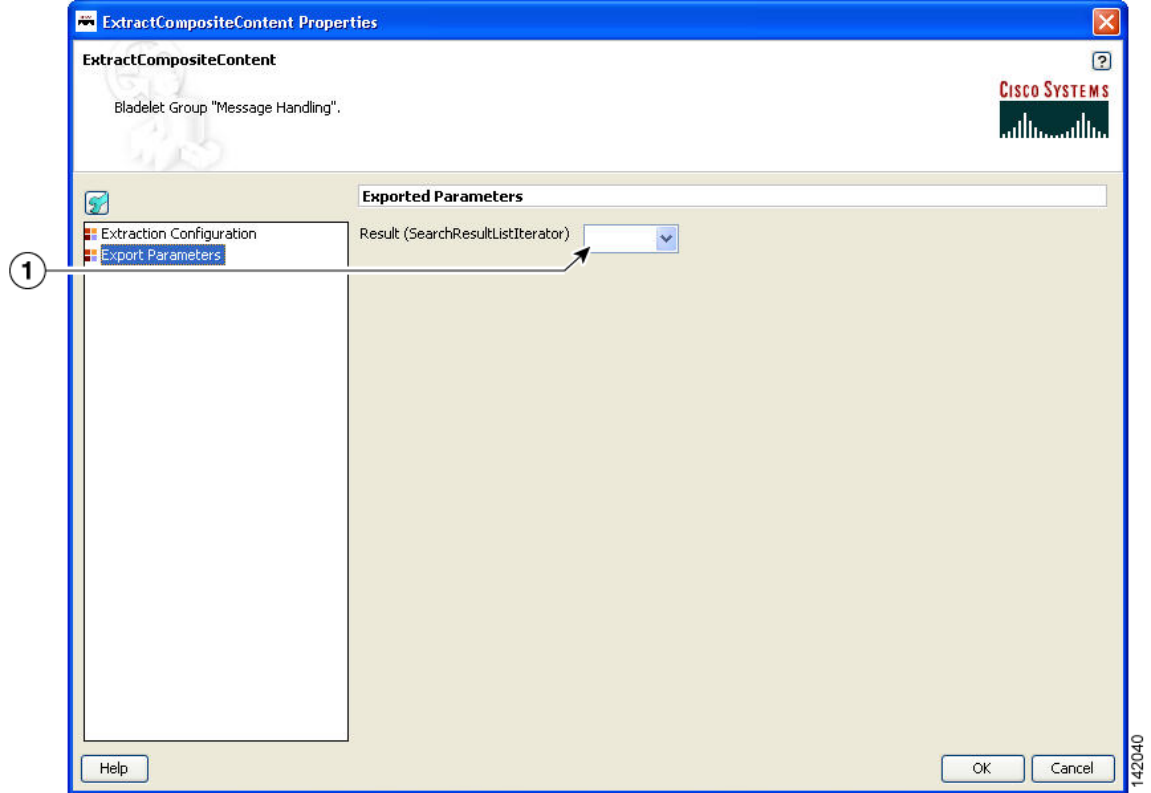 ExtractCompositeContent Properties
ExtractCompositeContent
?
Bladelet Group "Message Handling".
CISCO SYSTEMS
Exported Parameters
Extraction Configuration
Result (SearchResultListIterator)
Export Parameters
1
Help
OK
Cancel
142040